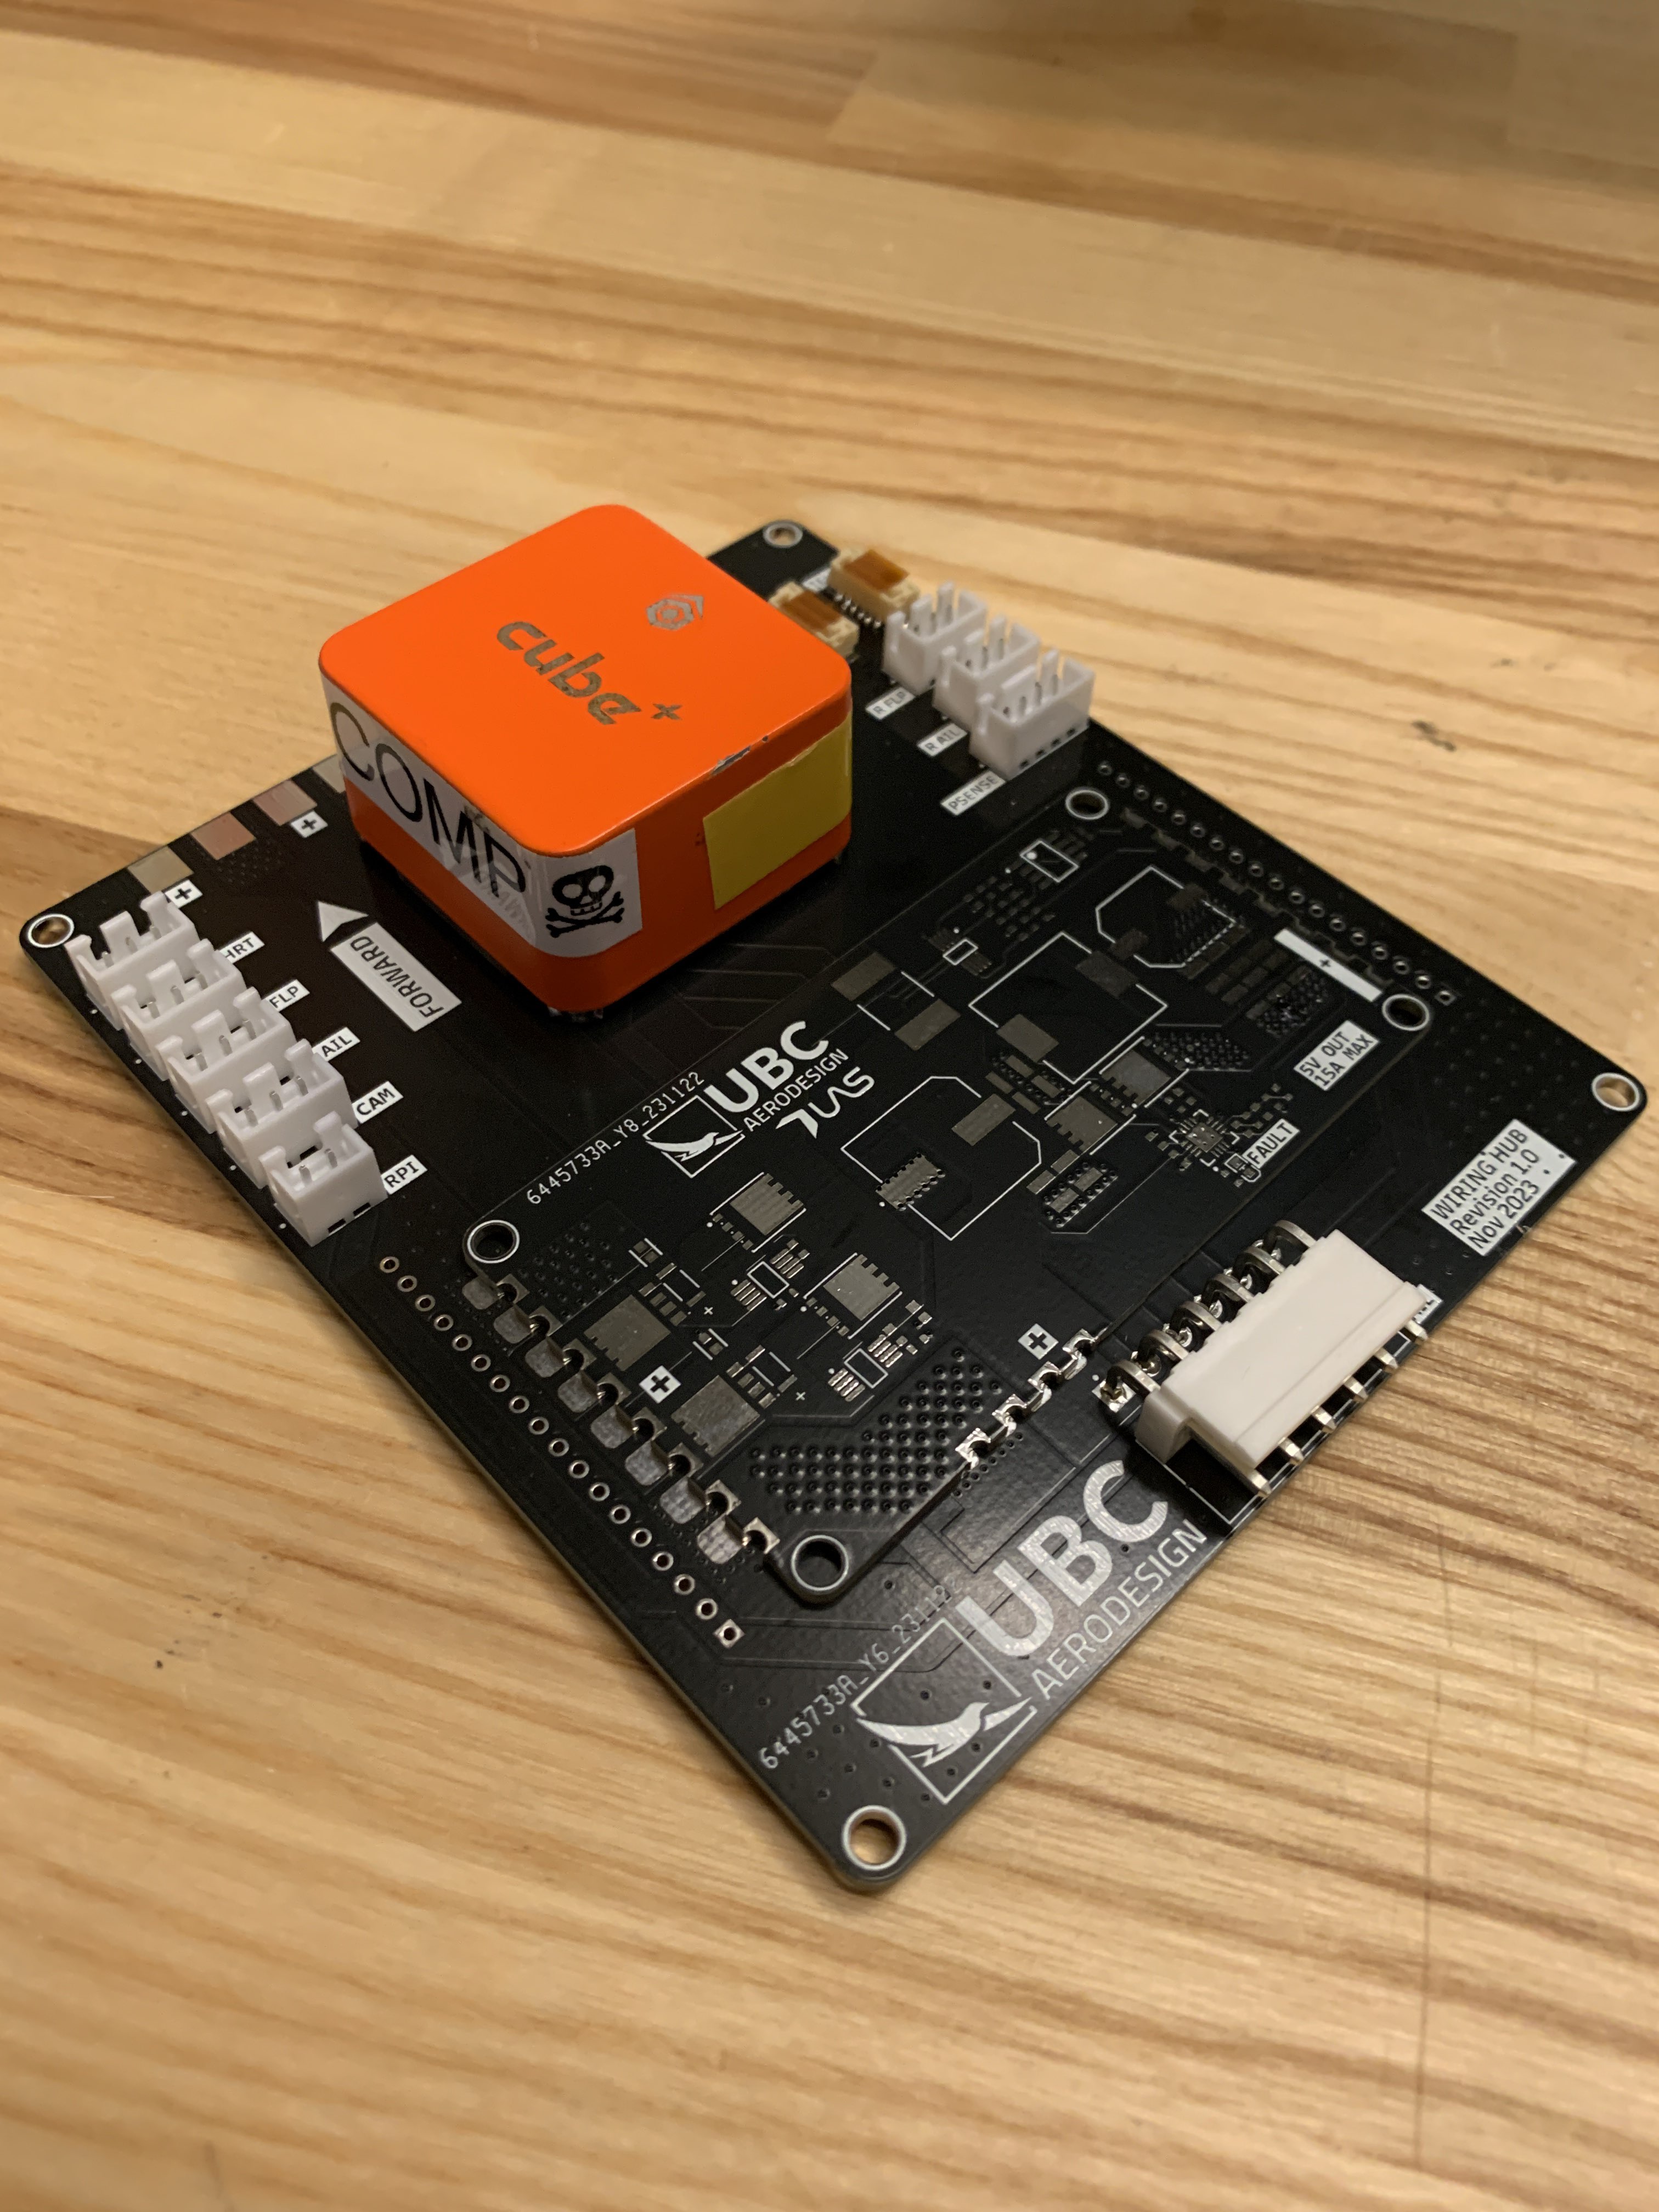 cube+
COMP
R FLP
R AIL
PSENSE
+
+
FORWARD
HRT
FLP
AIL
CAM
RPI
6445733A_Y8_231122
UBC
AERODESIGN
UAS
+
5V OUT
15A MAX
FAULT
WIRING HUB
Revision 1.0
Nov 2023
+
+
6445733A_Y6_231122
UBC
AERODESIGN